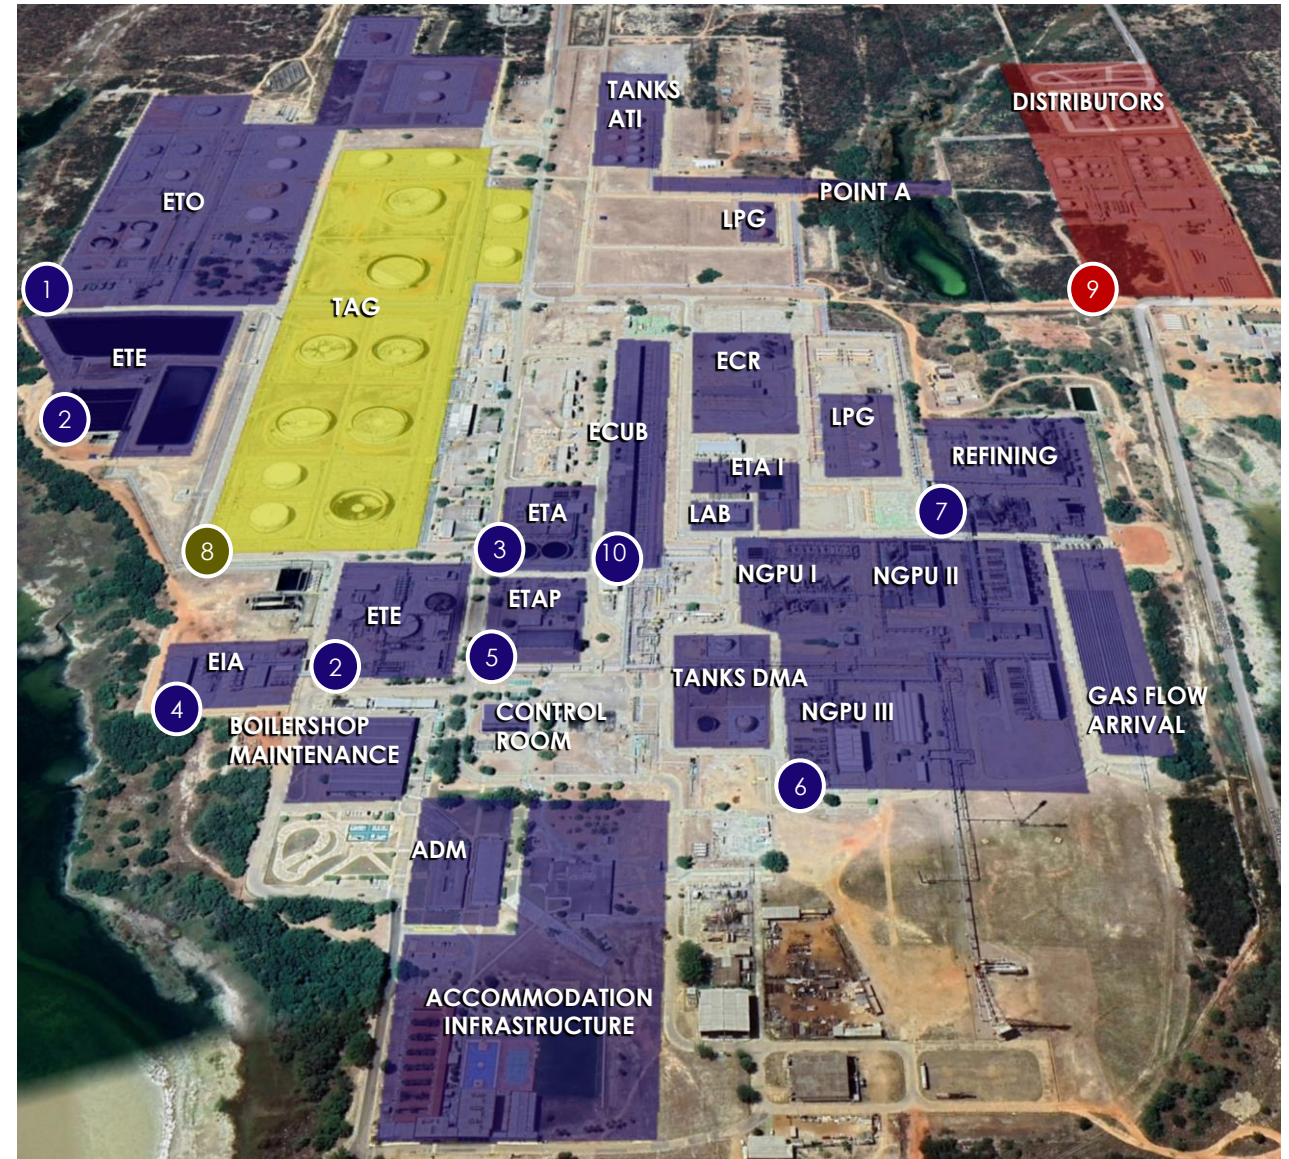 TANKS
ATI
DISTRIBUTORS
ETO
POINT A
LPG
1
9
TAG
ETE
2
ECR
ECUB
LPG
ETA I
REFINING
ETA
LAB
7
3
10
8
NGPU I
NGPU II
ETAP
ETE
EIA
5
2
TANKS DMA
4
BOILERSHOP
MAINTENANCE
CONTROL
ROOM
NGPU III
GAS FLOW
ARRIVAL
6
ADM
ACCOMMODATION
INFRASTRUCTURE